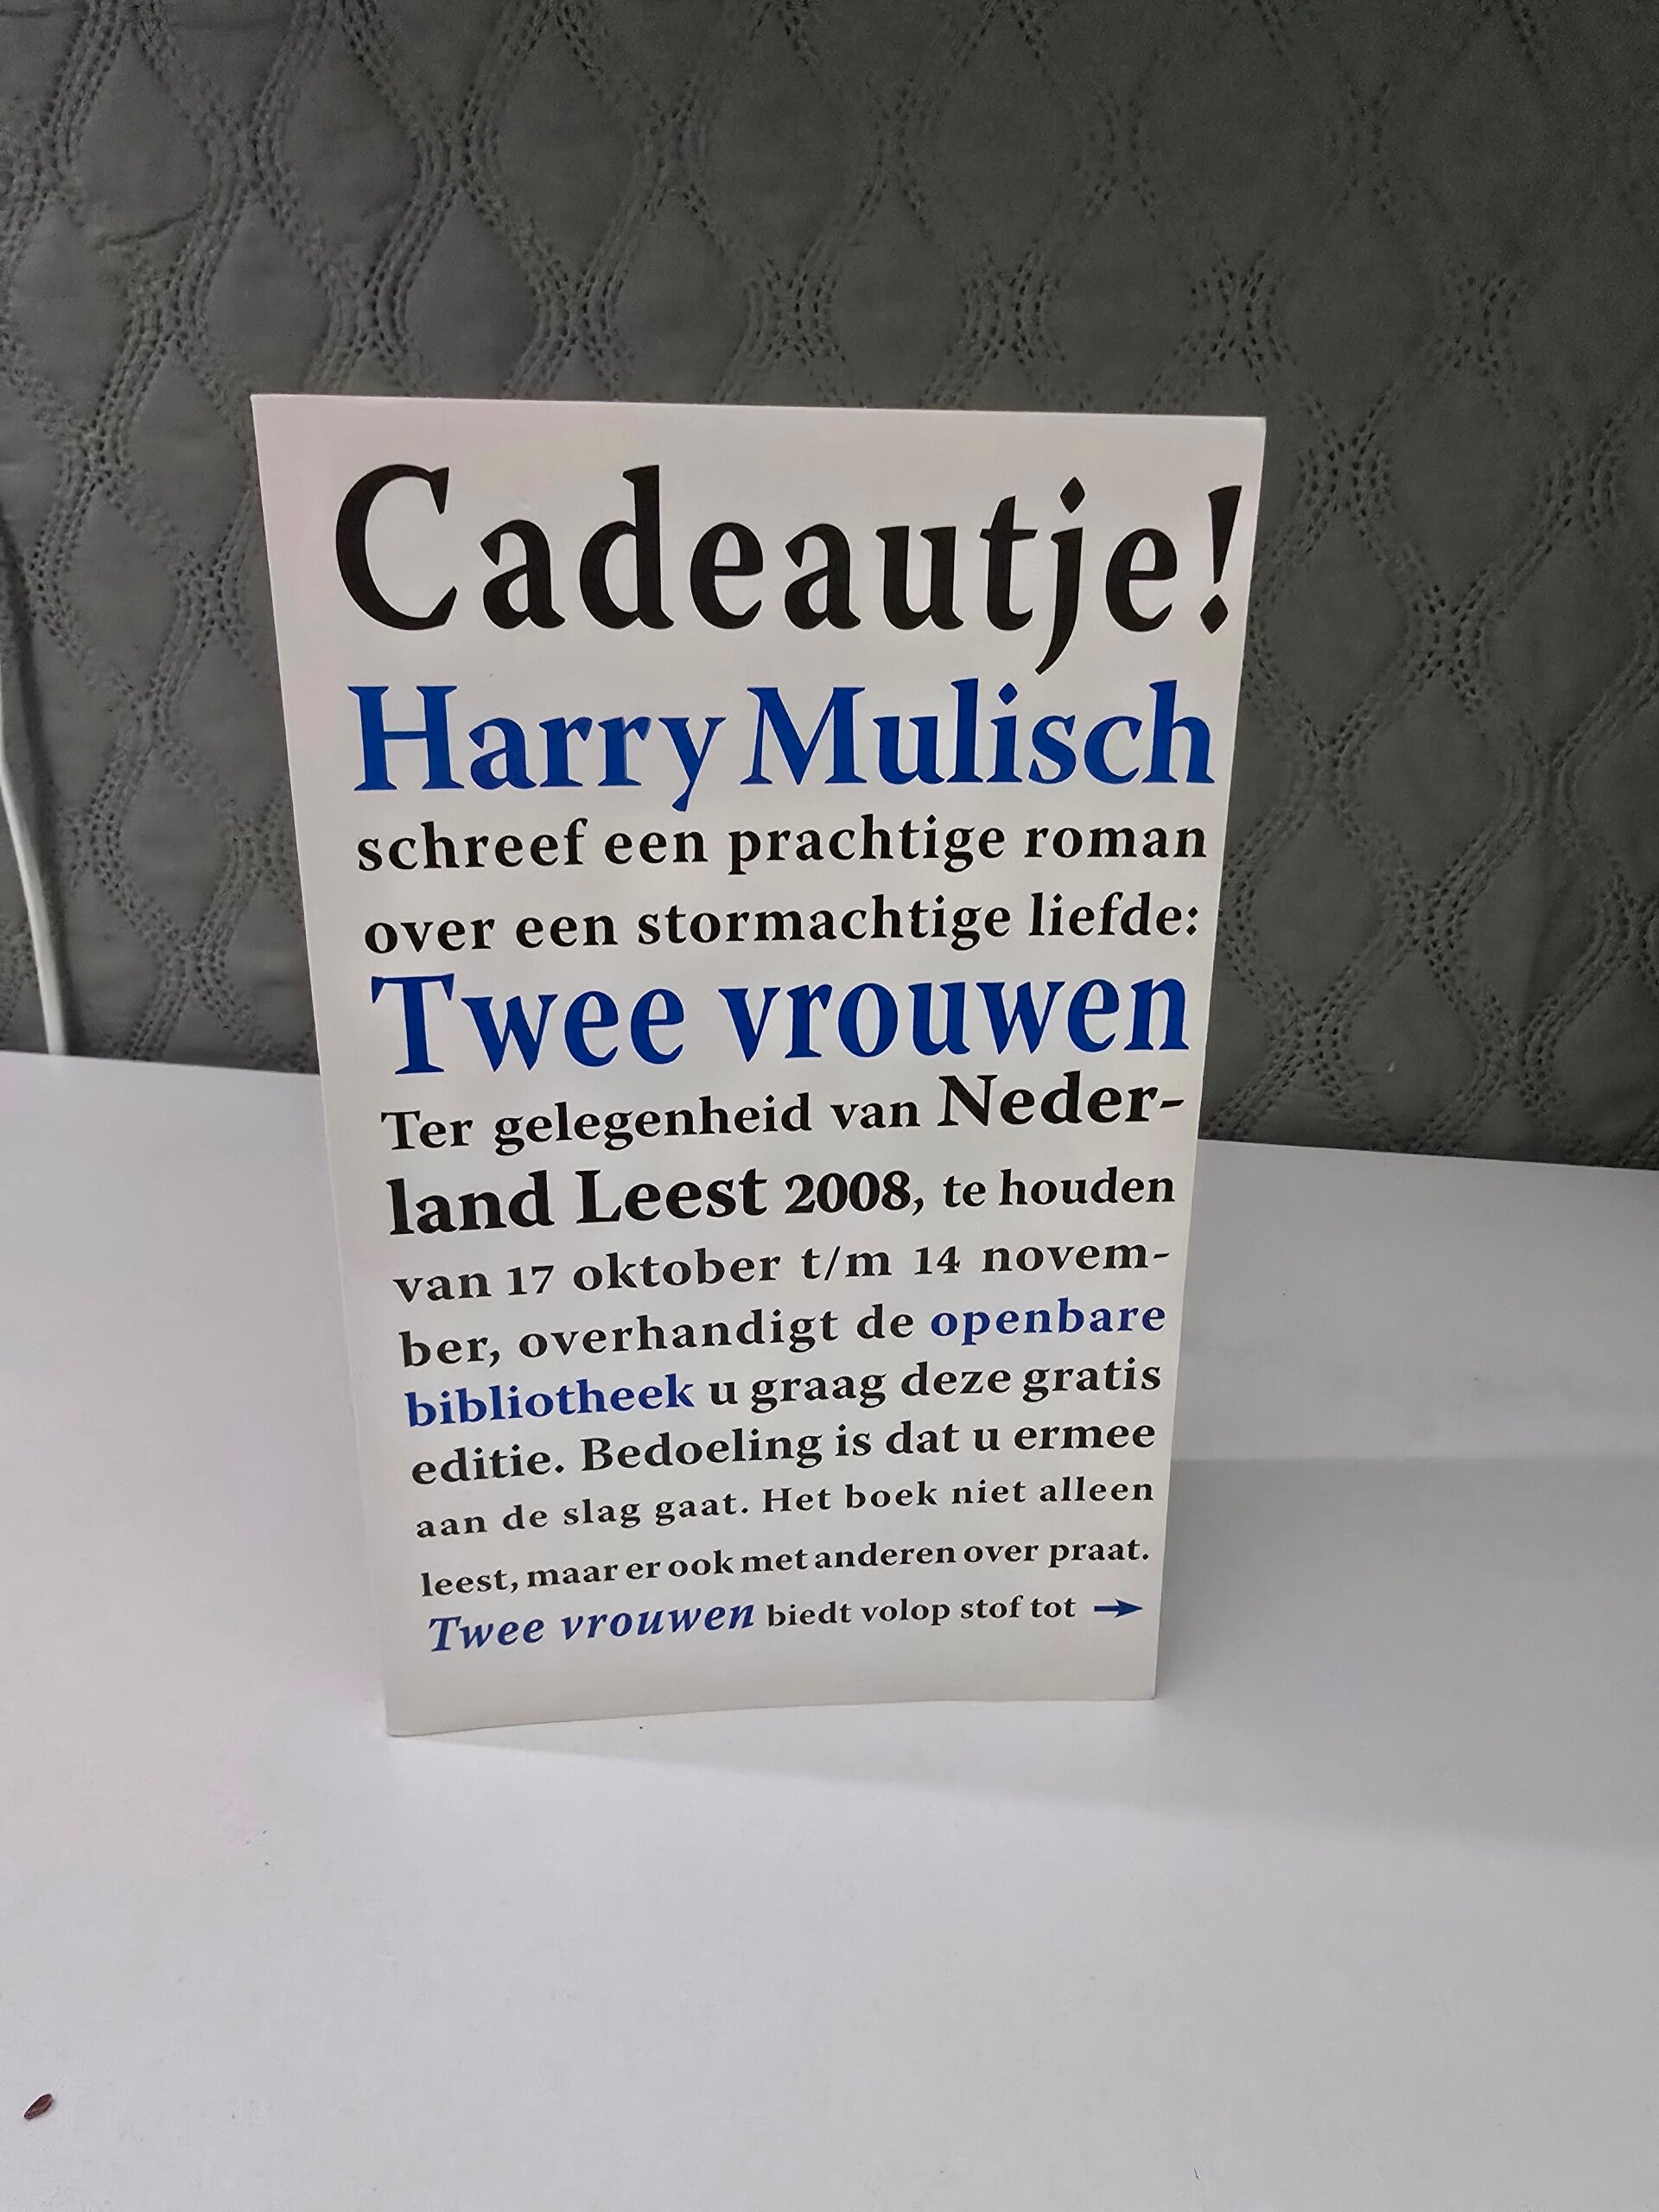 Cadeautje!
Harry Mulisch
schreef een prachtige roman
over een stormachtige liefde:
Twee vrouwen
Ter gelegenheid van Neder-
land Leest 2008, te houden
van 17 oktober t/m 14 novem-
ber, overhandigt de openbare
bibliotheek u graag deze gratis
editie. Bedoeling is dat u ermee
aan de slag gaat. Het boek niet alleen
leest, maar er ook met anderen over praat.
Twee vrouwen biedt volop stof tot →